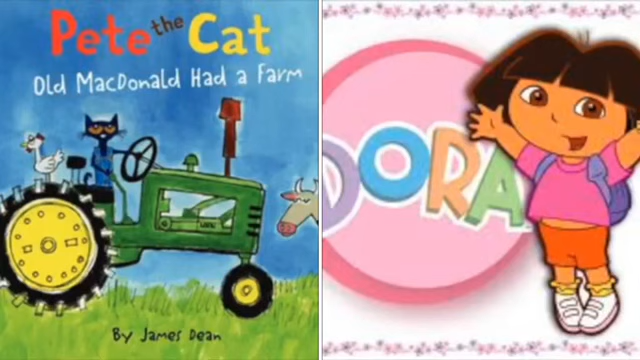 Pete the Cat
Old MacDonald Had a Farm
By James Dean
DORA